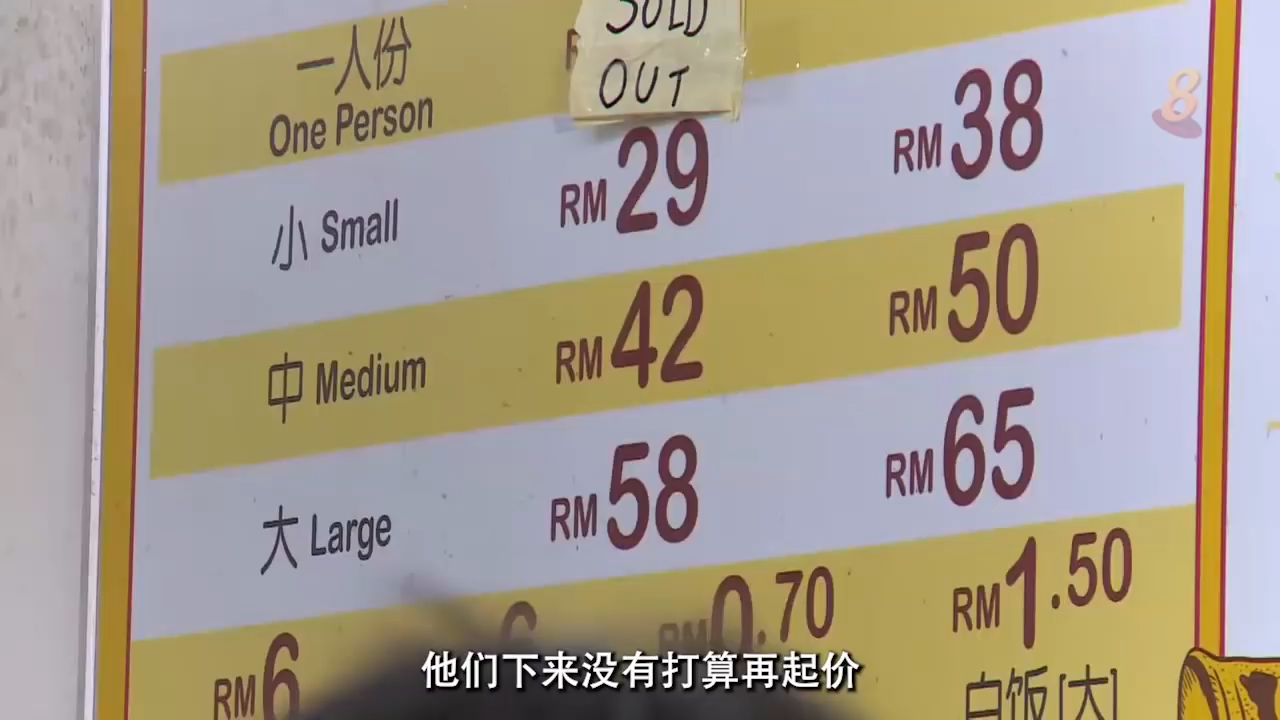 SOLD
OUT
一人份
One Person
小 Small RM 29 RM 38
中 Medium RM 42 RM 50
大 Large RM 58 RM 65
RM 6 6 RM 0.70 RM 1.50
白饭 [大]
他们下来没有打算再起价
8